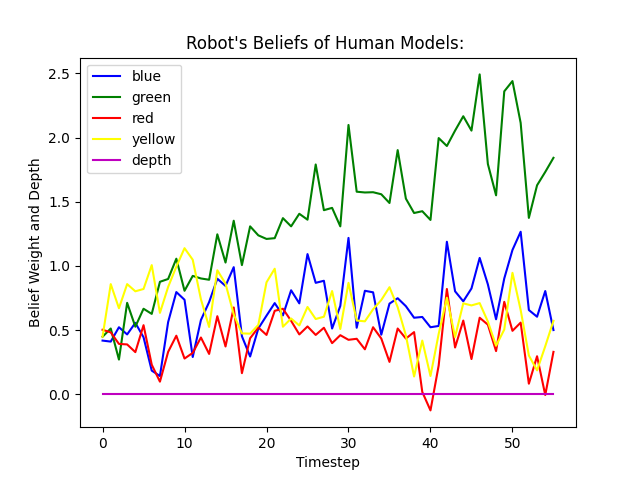 Robot's Beliefs of Human Models:
blue
green
red
yellow
depth
Belief Weight and Depth
2.5
2.0
1.5
1.0
0.5
0.0
0 10 20 30 40 50
Timestep